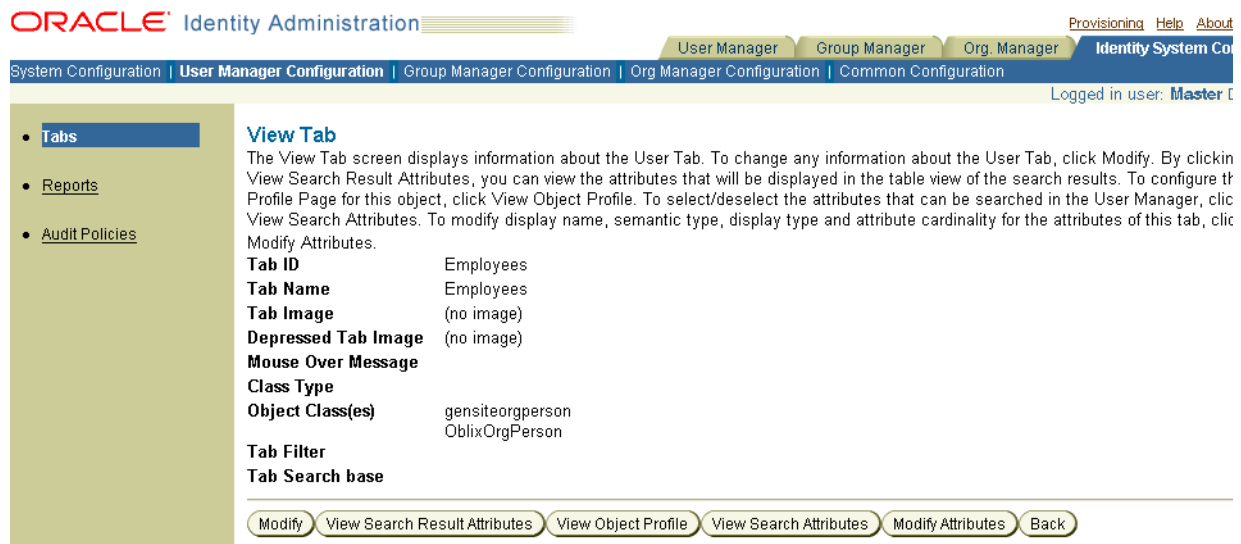 ORACLE Identity Administration
Provisioning Help About
User Manager Group Manager Org. Manager Identity System
System Configuration | User Manager Configuration | Group Manager Configuration | Org Manager Configuration | Common Configuration
Logged in user: Master
Tabs
Reports
Audit Policies
View Tab
The View Tab screen displays information about the User Tab. To change any information about the User Tab, click Modify. By clickin
View Search Result Attributes, you can view the attributes that will be displayed in the table view of the search results. To configure th
Profile Page for this object, click View Object Profile. To select/deselect the attributes that can be searched in the User Manager, clic
View Search Attributes. To modify display name, semantic type, display type and attribute cardinality for the attributes of this tab, clic
Modify Attributes.
Tab ID Employees
Tab Name Employees
Tab Image (no image)
Depressed Tab Image (no image)
Mouse Over Message
Class Type
Object Class(es) gensiteorgperson
OblixOrgPerson
Tab Filter
Tab Search base
Modify View Search Result Attributes View Object Profile View Search Attributes Modify Attributes Back